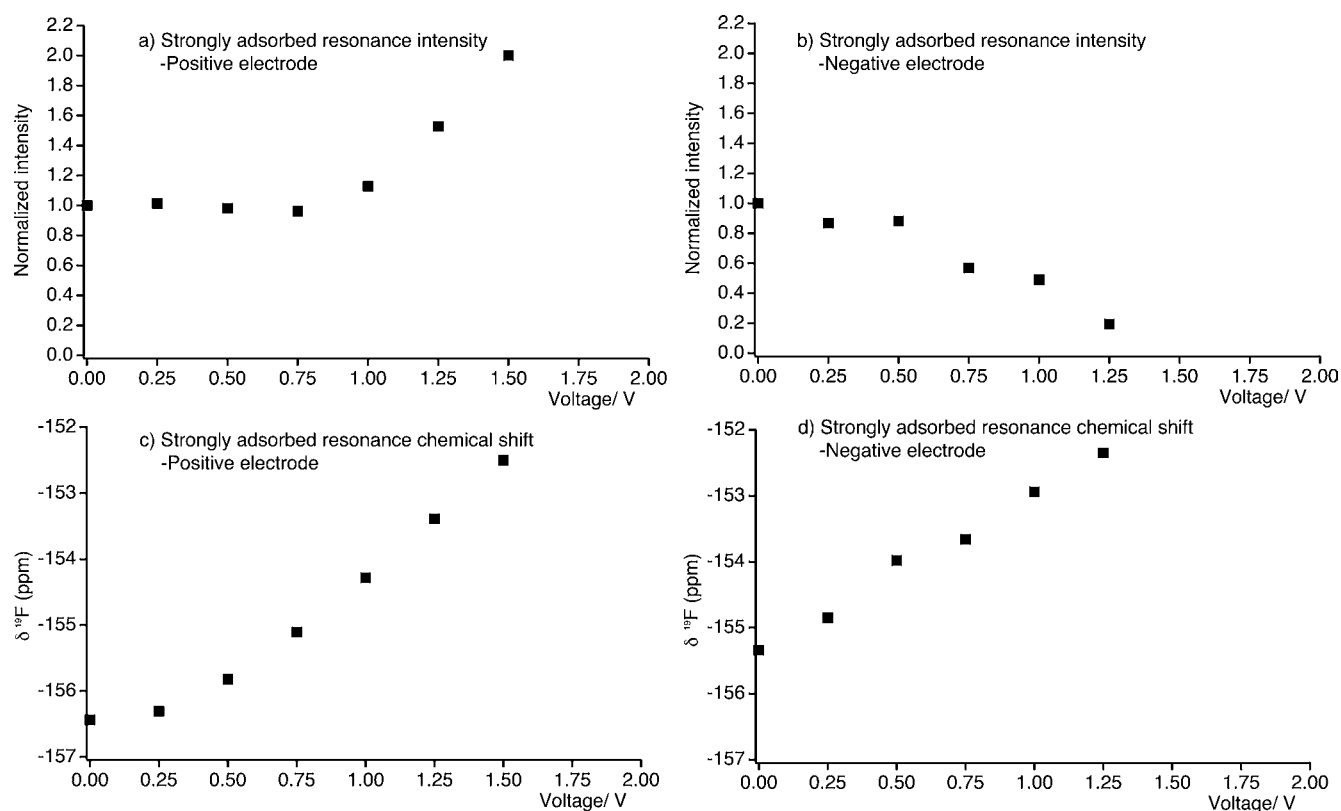 a) Strongly adsorbed resonance intensity
-Positive electrode
Normalized intensity
2.2
2.0
1.8
1.6
1.4
1.2
1.0
0.8
0.6
0.4
0.2
0.0
0.00 0.25 0.50 0.75 1.00 1.25 1.50 1.75 2.00
Voltage/ V
b) Strongly adsorbed resonance intensity
-Negative electrode
Normalized intensity
2.2
2.0
1.8
1.6
1.4
1.2
1.0
0.8
0.6
0.4
0.2
0.0
0.00 0.25 0.50 0.75 1.00 1.25 1.50 1.75 2.00
Voltage/ V
c) Strongly adsorbed resonance chemical shift
-Positive electrode
δ ¹⁹F (ppm)
-152
-153
-154
-155
-156
-157
0.00 0.25 0.50 0.75 1.00 1.25 1.50 1.75 2.00
Voltage/ V
d) Strongly adsorbed resonance chemical shift
-Negative electrode
δ ¹⁹F (ppm)
-152
-153
-154
-155
-156
-157
0.00 0.25 0.50 0.75 1.00 1.25 1.50 1.75 2.00
Voltage/ V